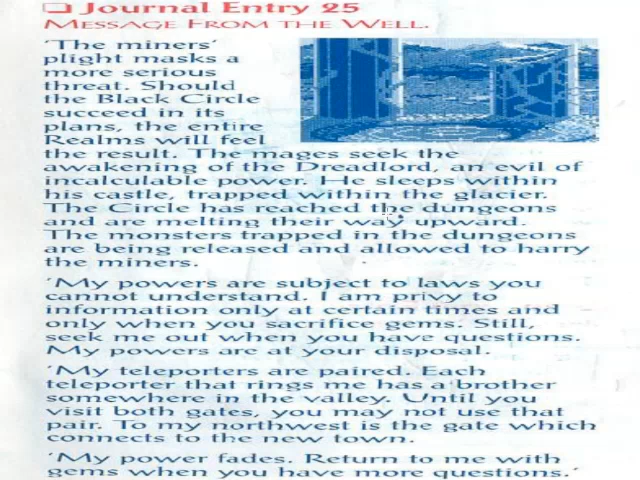 Journal Entry 25
MESSAGE FROM THE WELL.
'The miners'
plight masks a
more serious
threat. Should
the Black Circle
succeed in its
plans, the entire
Realms will feel
the result. The mages seek the
awakening of the Dreadlord, an evil of
incalculable power. He sleeps within
his castle, trapped within the glacier.
The Circle has reached the dungeons
and are melting their way upward.
The monsters trapped in the dungeons
are being released and allowed to harry
the miners.
'My powers are subject to laws you
cannot understand. I am privy to
information only at certain times and
only when you sacrifice gems. Still,
seek me out when you have questions.
My powers are at your disposal.
'My teleporters are paired. Each
teleporter that rings me has a brother
somewhere in the valley. Until you
visit both gates, you may not use that
pair. To my northwest is the gate which
connects to the new town.
'My power fades. Return to me with
gems when you have more questions.'